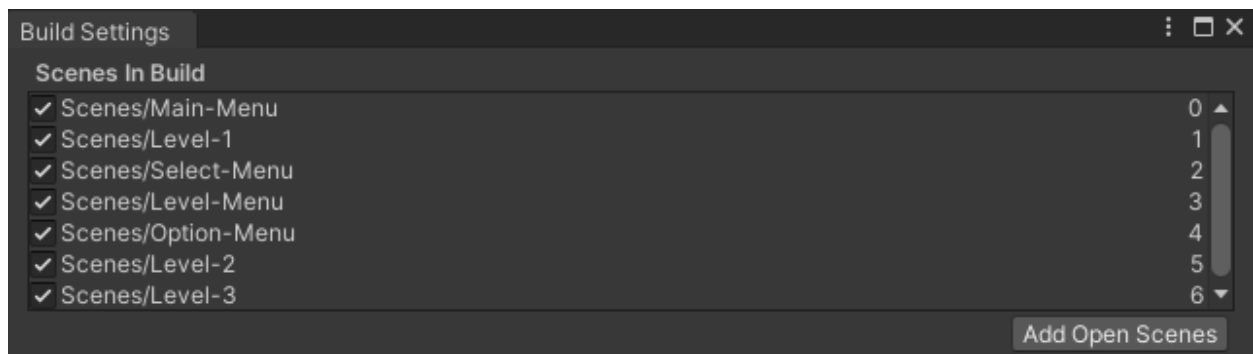 Build Settings
Scenes In Build
Scenes/Main-Menu 0
Scenes/Level-1 1
Scenes/Select-Menu 2
Scenes/Level-Menu 3
Scenes/Option-Menu 4
Scenes/Level-2 5
Scenes/Level-3 6
Add Open Scenes